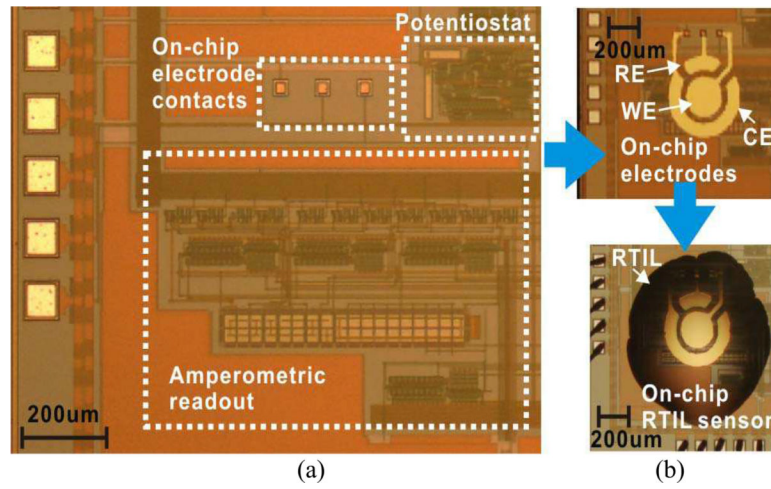 Potentiostat
On-chip
electrode
contacts
Amperometric
readout
200um
(a)
200um
RE
WE
CE
On-chip
electrodes
RTIL
On-chip
RTIL sensor
200um
(b)